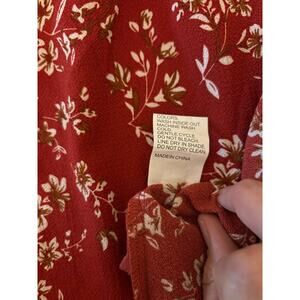 COLORS.
WASH INSIDE OUT.
MACHINE WASH
COLD.
GENTLE CYCLE.
DO NOT BLEACH.
LINE DRY IN SHADE.
DO NOT DRY CLEAN.
MADE IN CHINA